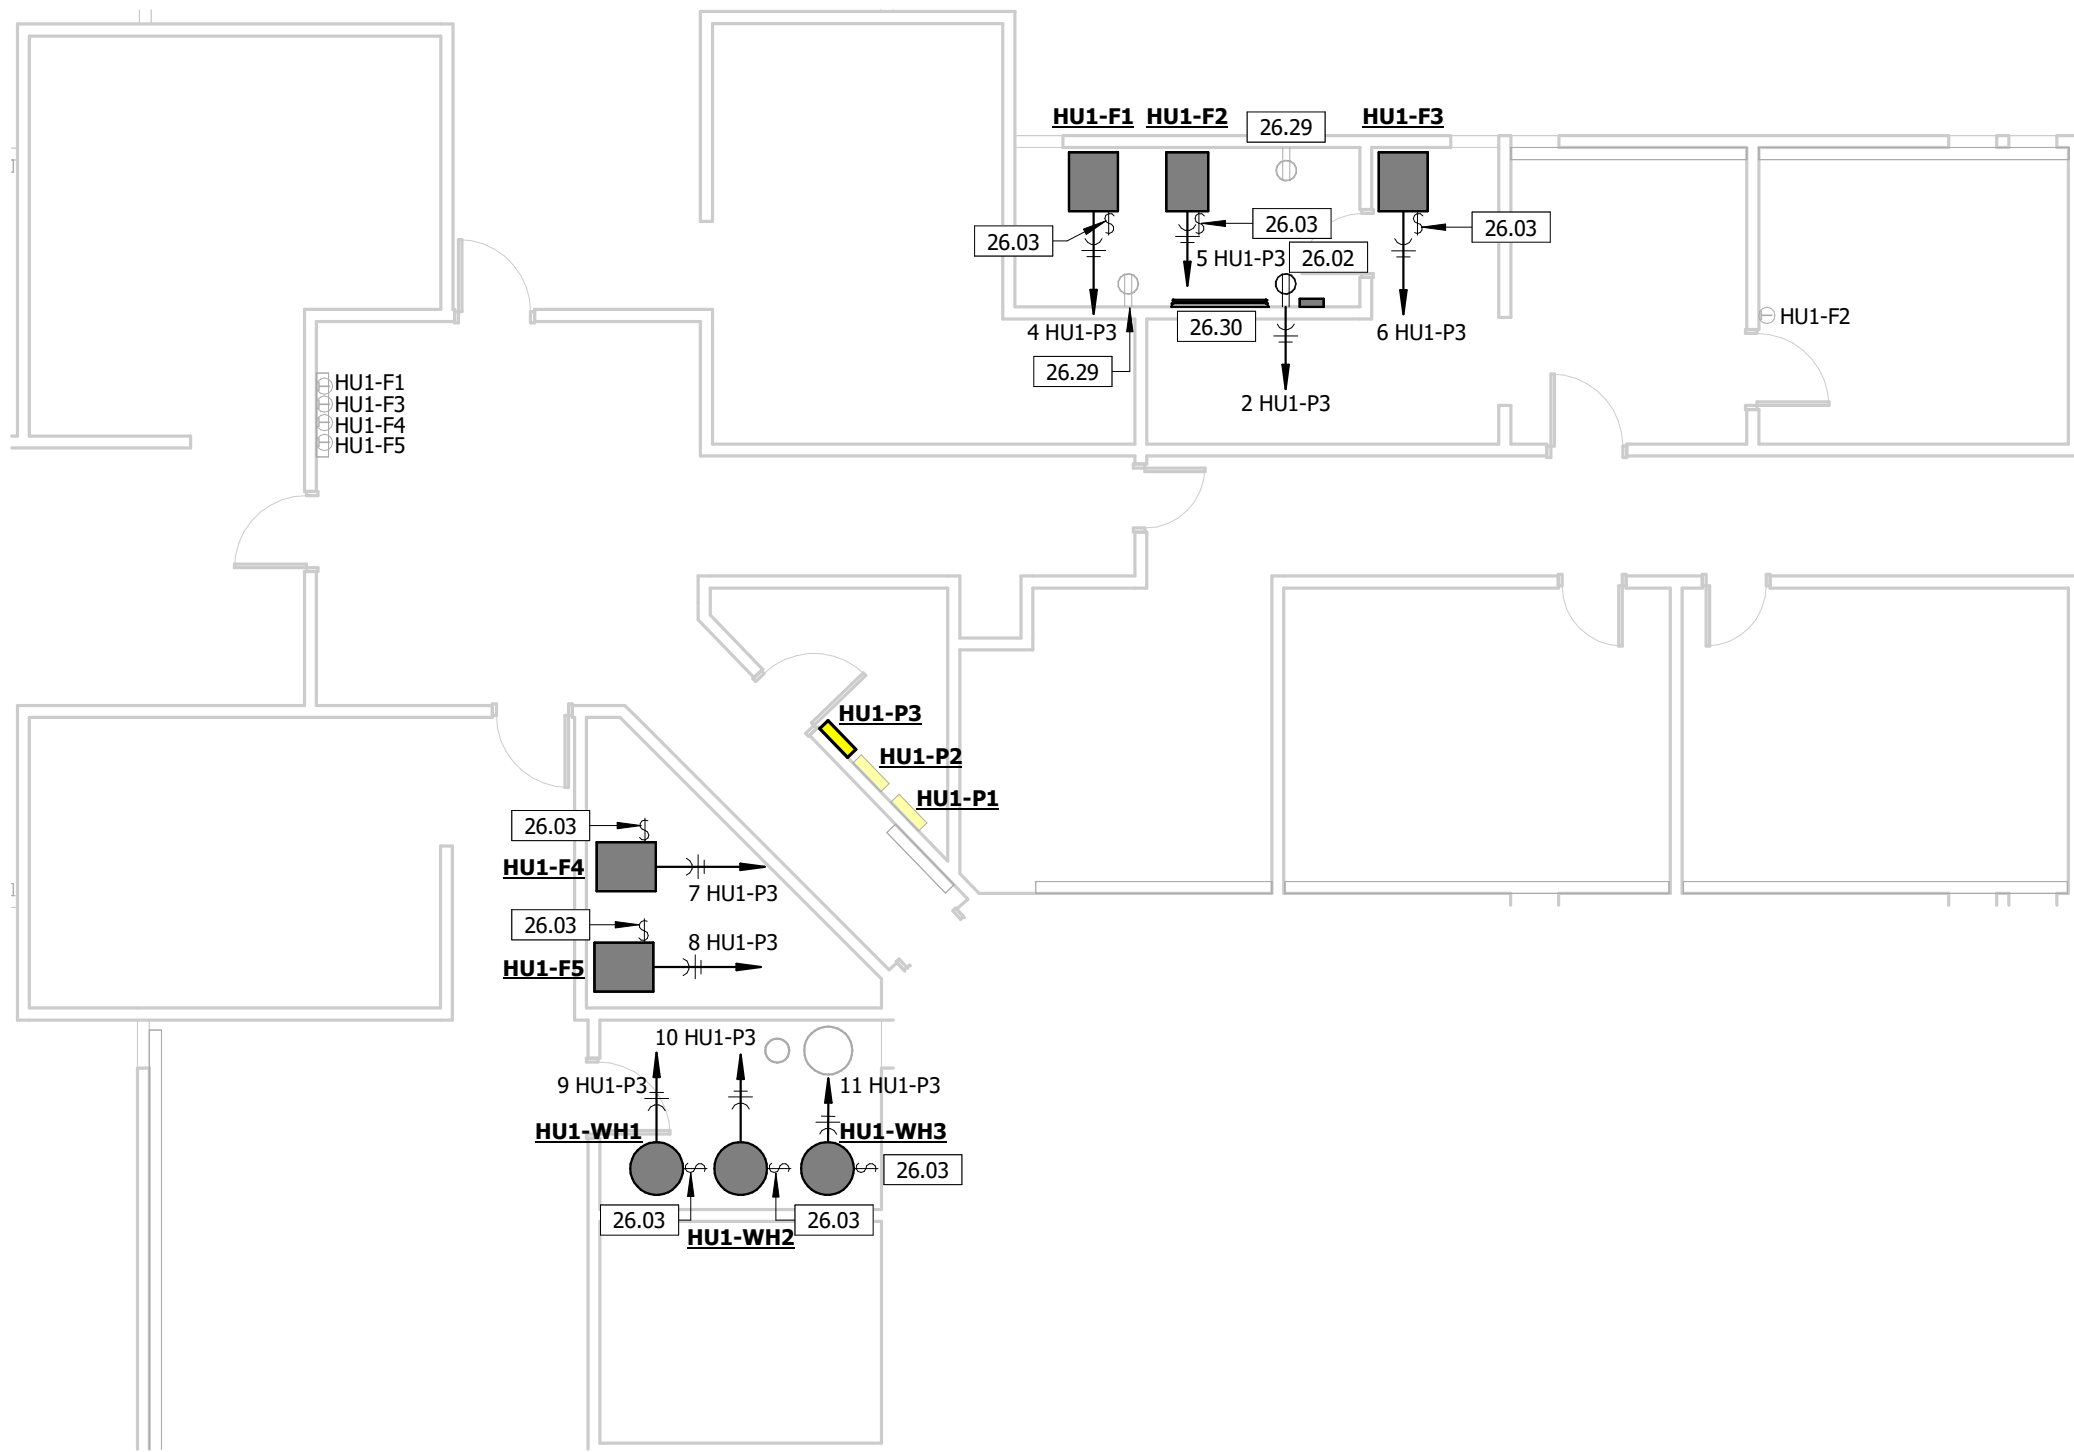 HU1-F1 HU1-F2 26.29 HU1-F3
26.03 26.03 26.03
5 HU1-P3 26.02
4 HU1-P3 26.30 6 HU1-P3 HU1-F2
26.29
2 HU1-P3
HU1-F1
HU1-F3
HU1-F4
HU1-F5
HU1-P3
HU1-P2
HU1-P1
26.03
HU1-F4
7 HU1-P3
26.03
8 HU1-P3
HU1-F5
10 HU1-P3
9 HU1-P3 11 HU1-P3
HU1-WH1 HU1-WH3
26.03
26.03 26.03
HU1-WH2